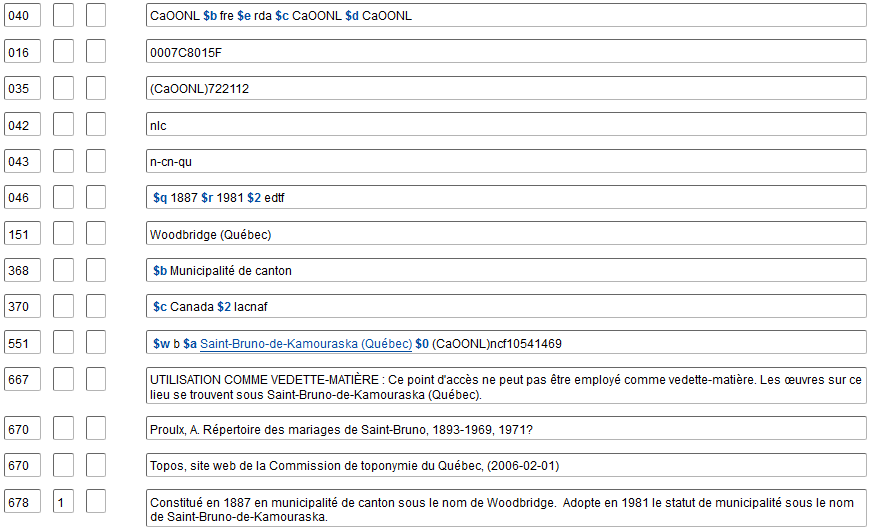 040 CaOONL $b fre $e rda $c CaOONL $d CaOONL
016 0007C8015F
035 (CaOONL)722112
042 nlc
043 n-cn-qu
046 $q 1887 $r 1981 $2 edtf
151 Woodbridge (Québec)
368 $b Municipalité de canton
370 $c Canada $2 lacnaf
551 $w b $a Saint-Bruno-de-Kamouraska (Québec) $0 (CaOONL)ncf10541469
667 UTILISATION COMME VEDETTE-MATIÈRE : Ce point d'accès ne peut pas être employé comme vedette-matière. Les œuvres sur ce
lieu se trouvent sous Saint-Bruno-de-Kamouraska (Québec).
670 Proulx, A. Répertoire des mariages de Saint-Bruno, 1893-1969, 1971?
670 Topos, site web de la Commission de toponymie du Québec, (2006-02-01)
678 1 Constitué en 1887 en municipalité de canton sous le nom de Woodbridge. Adopte en 1981 le statut de municipalité sous le nom
de Saint-Bruno-de-Kamouraska.